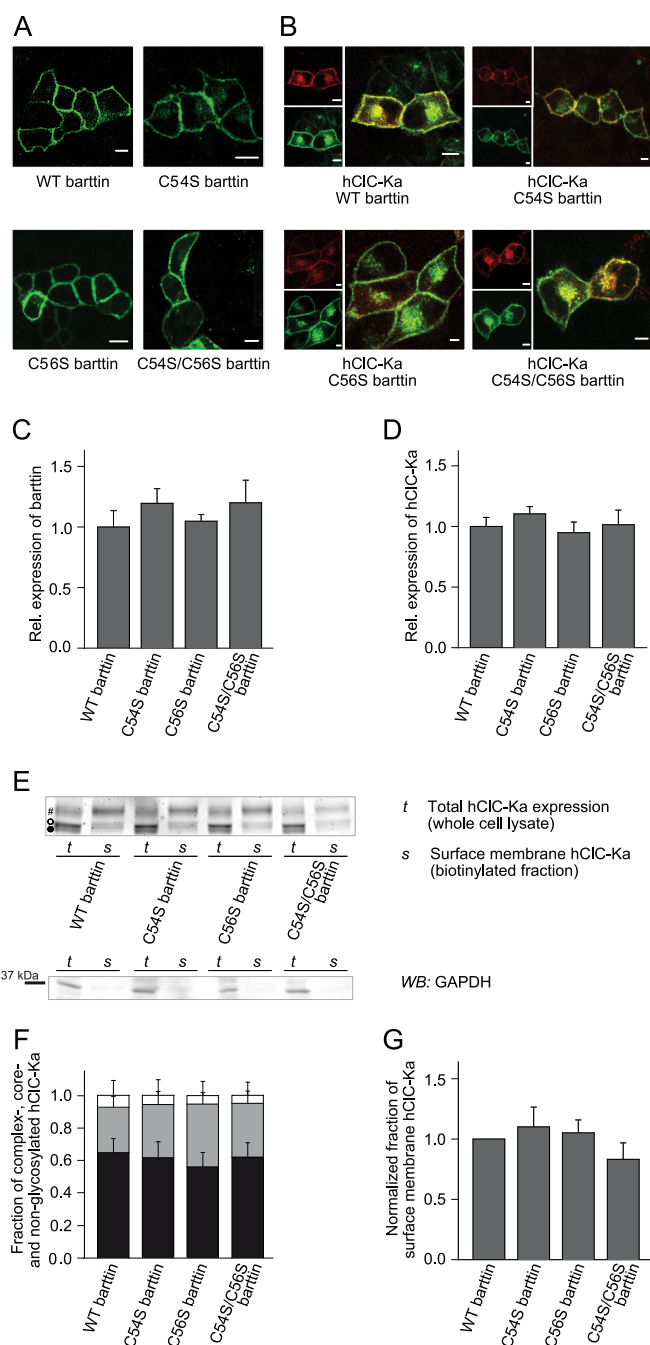 A
B
WT barttin
C54S barttin
hClC-Ka
WT barttin
hClC-Ka
C54S barttin
C56S barttin
C54S/C56S barttin
hClC-Ka
C56S barttin
hClC-Ka
C54S/C56S barttin
C
D
Rel. expression of barttin
1.5
1.0
0.5
0.0
WT barttin
C54S barttin
C56S barttin
C54S/C56S
barttin
Rel. expression of hClC-Ka
1.5
1.0
0.5
0.0
WT barttin
C54S barttin
C56S barttin
C54S/C56S
barttin
E
#
t s t s t s t s
WT barttin
C54S barttin
C56S barttin
C54S/C56S
barttin
t Total hClC-Ka expression
(whole cell lysate)
s Surface membrane hClC-Ka
(biotinylated fraction)
t s t s t s t s
37 kDa
WB: GAPDH
F
G
Fraction of complex-, core-
and non-glycosylated hClC-Ka
1.0
0.8
0.6
0.4
0.2
0.0
WT barttin
C54S barttin
C56S barttin
C54S/C56S
barttin
Normalized fraction of
surface membrane hClC-Ka
1.5
1.0
0.5
0.0
WT barttin
C54S barttin
C56S barttin
C54S/C56S
barttin